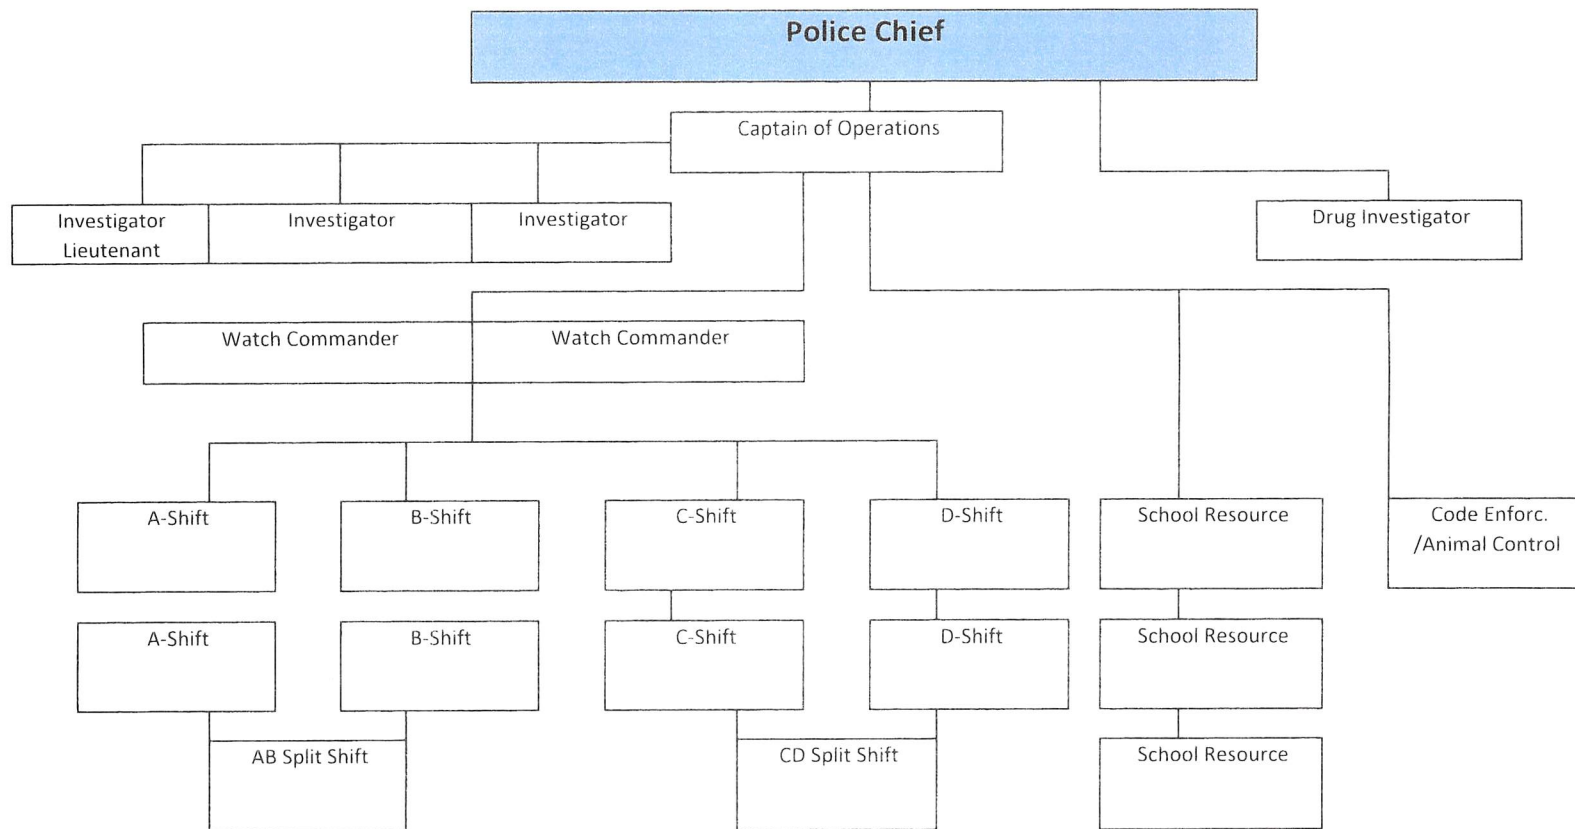 Police Chief
Captain of Operations
Investigator
Lieutenant
Investigator
Investigator
Drug Investigator
Watch Commander
Watch Commander
A-Shift
B-Shift
C-Shift
D-Shift
School Resource
Code Enforc.
/Animal Control
A-Shift
B-Shift
C-Shift
D-Shift
School Resource
AB Split Shift
CD Split Shift
School Resource